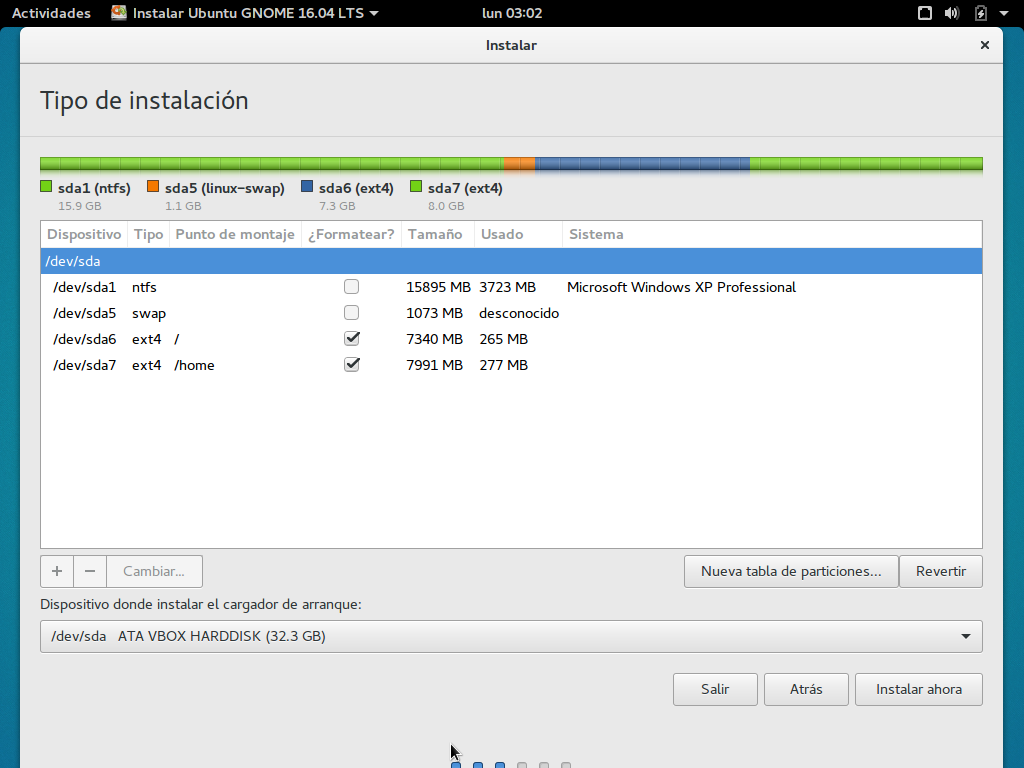 Actividades Instalar Ubuntu GNOME 16.04 LTS lun 03:02
Instalar
Tipo de instalación
sda1 (ntfs) sda5 (linux-swap) sda6 (ext4) sda7 (ext4)
15.9 GB 1.1 GB 7.3 GB 8.0 GB
Dispositivo Tipo Punto de montaje ¿Formatear? Tamaño Usado Sistema
/dev/sda
/dev/sda1 ntfs 15895 MB 3723 MB Microsoft Windows XP Professional
/dev/sda5 swap 1073 MB desconocido
/dev/sda6 ext4 / 7340 MB 265 MB
/dev/sda7 ext4 /home 7991 MB 277 MB
+ − Cambiar... Nueva tabla de particiones... Revertir
Dispositivo donde instalar el cargador de arranque:
/dev/sda ATA VBOX HARDDISK (32.3 GB)
Salir Atrás Instalar ahora